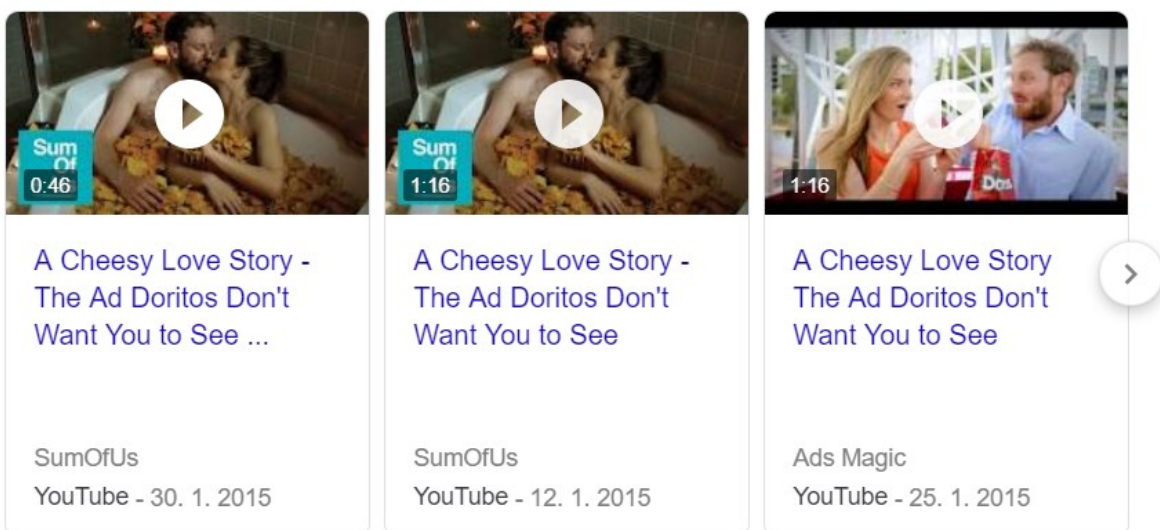 Sum
Of
0:46
A Cheesy Love Story -
The Ad Doritos Don't
Want You to See ...
SumOfUs
YouTube - 30. 1. 2015
Sum
Of
1:16
A Cheesy Love Story -
The Ad Doritos Don't
Want You to See
SumOfUs
YouTube - 12. 1. 2015
1:16
A Cheesy Love Story
The Ad Doritos Don't
Want You to See
Ads Magic
YouTube - 25. 1. 2015